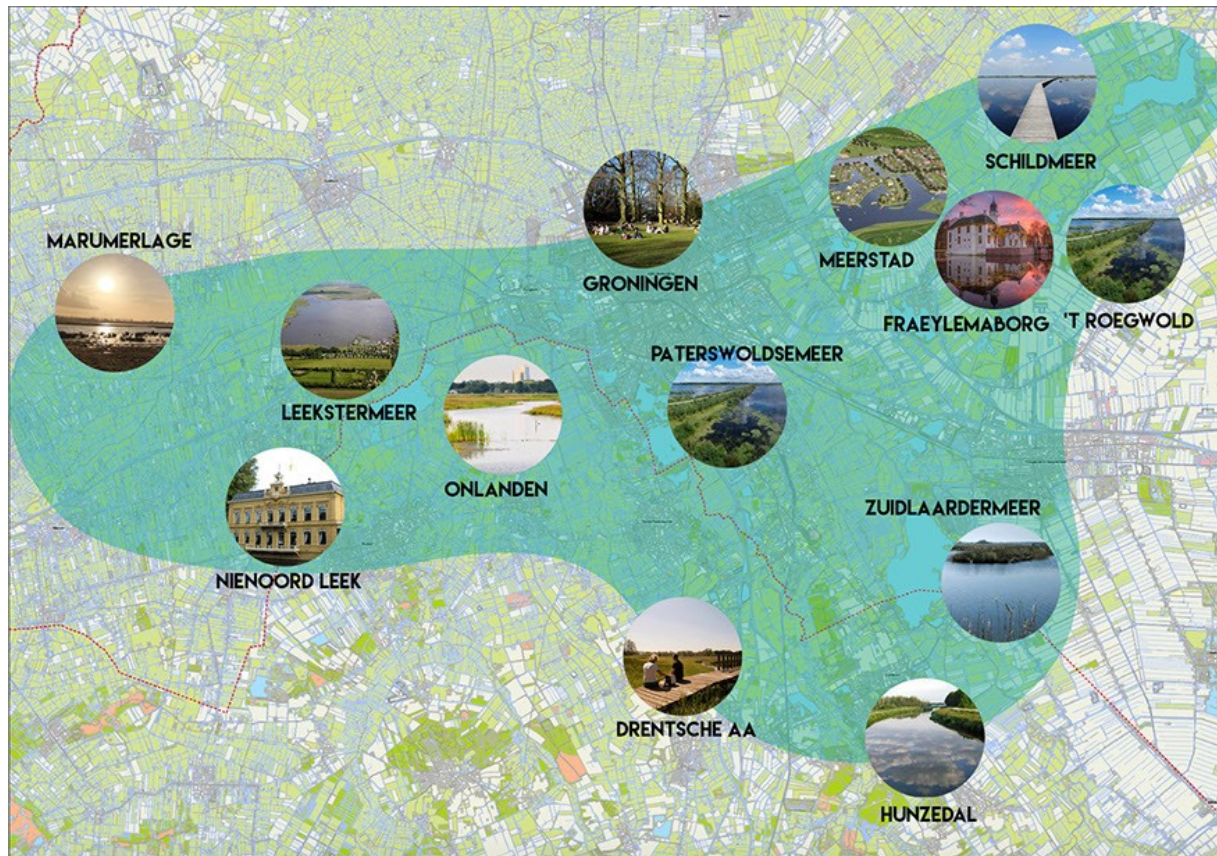 SCHILDMEER
MARUMERLAGE
MEERSTAD
GRONINGEN
FRAEYLEMABORG
'T ROEGWOLD
PATERSWOLDSEMEER
LEEKSTERMEER
ONLANDEN
ZUIDLAARDERMEER
NIENOORD LEEK
DRENTSCHE AA
HUNZEDAL